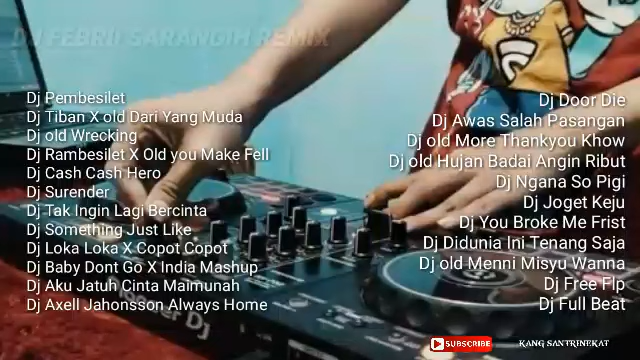 DJ FEBRII SARANGIH REMIX
Dj Pembesilet
Dj Tiban X old Dari Yang Muda
Dj old Wrecking
Dj Rambesilet X Old you Make Fell
Dj Cash Cash Hero
Dj Surender
Dj Tak Ingin Lagi Bercinta
Dj Something Just Like
Dj Loka Loka X Copot Copot
Dj Baby Dont Go X India Mashup
Dj Aku Jatuh Cinta Maimunah
Dj Axell Jahonsson Always Home
Dj Door Die
Dj Awas Salah Pasangan
Dj old More Thankyou Khow
Dj old Hujan Badai Angin Ribut
Dj Ngana So Pigi
Dj Joget Keju
Dj You Broke Me Frist
Dj Didunia Ini Tenang Saja
Dj old Menni Misyu Wanna
Dj Free Flp
Dj Full Beat
Pioneer Dj
SUBSCRIBE
KANG SANTRINEKAT